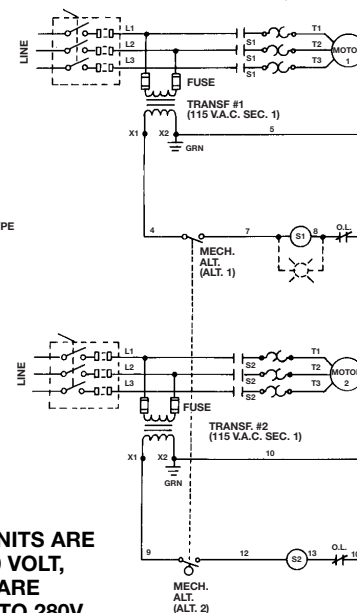 L1
T1
L2
T2
MOTOR
1
L3
T3
S1
S1
S1
LINE
FUSE
TRANSF #1
(115 V.A.C. SEC. 1)
X1
X2
5
GRN
YPE
4
7
S1
8
O.L.
MECH.
ALT.
(ALT. 1)
L1
T1
L2
T2
MOTOR
2
L3
T3
S2
S2
S2
LINE
FUSE
TRANSF. #2
(115 V.A.C. SEC. 1)
X1
X2
10
GRN
NITS ARE
VOLT,
ARE
TO 280V
9
12
S2
13
O.L.
10
MECH.
ALT.
(ALT. 2)